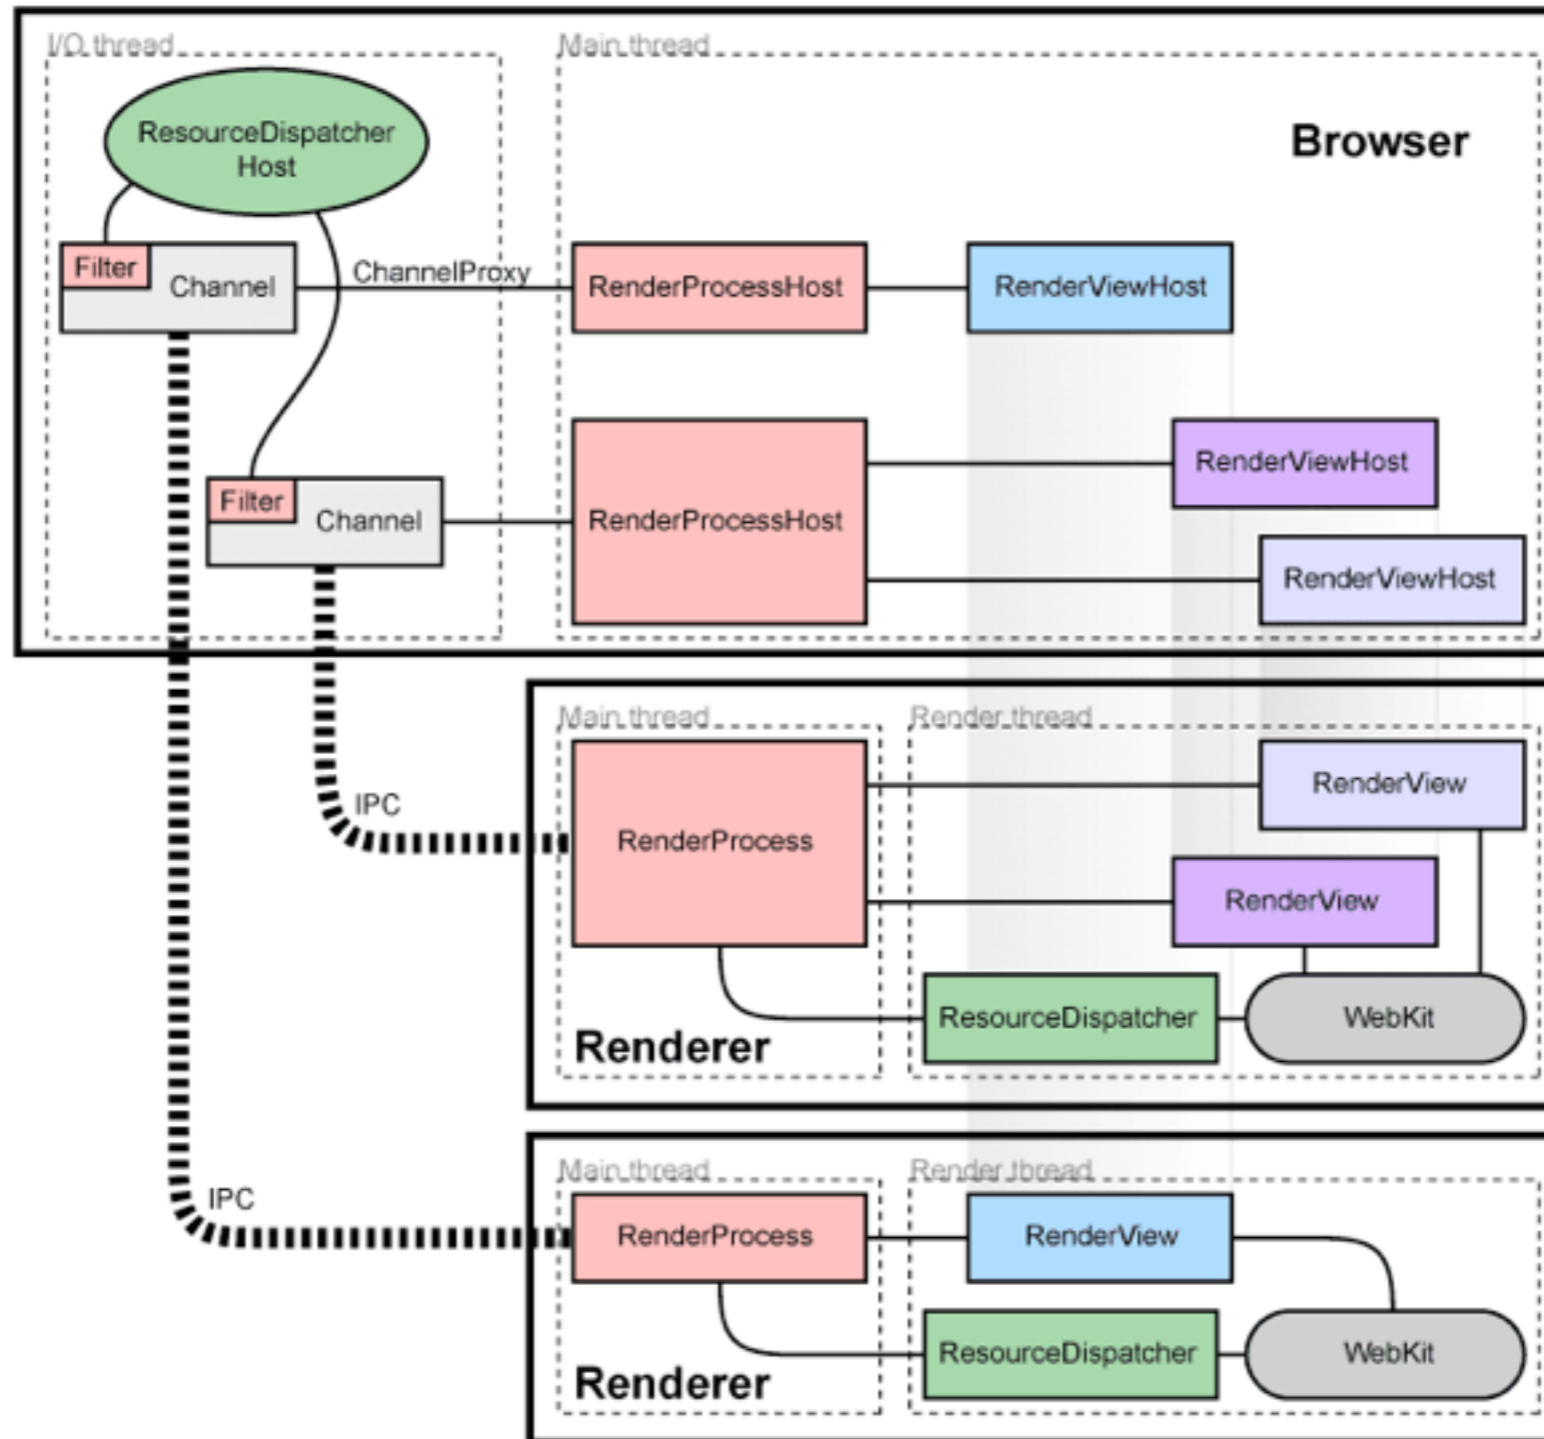 I/O thread
Main thread
ResourceDispatcher
Host
Browser
Filter
Channel
ChannelProxy
RenderProcessHost
RenderViewHost
RenderViewHost
Filter
Channel
RenderProcessHost
RenderViewHost
Main thread
Render thread
RenderView
IPC
RenderProcess
RenderView
ResourceDispatcher
WebKit
Renderer
Main thread
Render thread
IPC
RenderProcess
RenderView
ResourceDispatcher
WebKit
Renderer